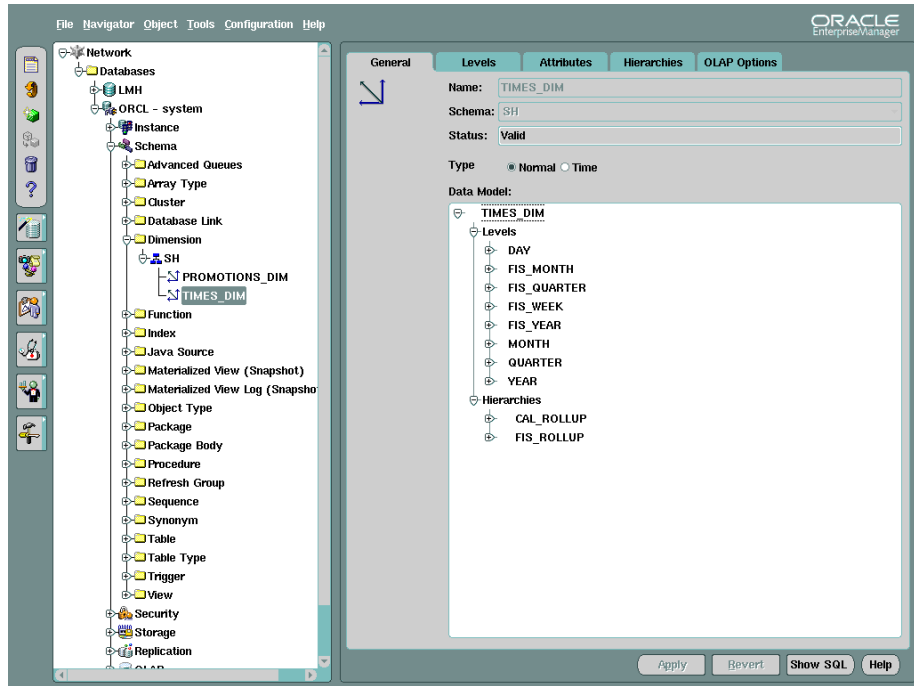 File Navigator Object Tools Configuration Help
ORACLE
EnterpriseManager
Network
Databases
LMH
ORCL - system
Instance
Schema
Advanced Queues
Array Type
Cluster
Database Link
Dimension
SH
PROMOTIONS_DIM
TIMES_DIM
Function
Index
Java Source
Materialized View (Snapshot)
Materialized View Log (Snapsho
Object Type
Package
Package Body
Procedure
Refresh Group
Sequence
Synonym
Table
Table Type
Trigger
View
Security
Storage
Replication
OLAP
General Levels Attributes Hierarchies OLAP Options
Name: TIMES_DIM
Schema: SH
Status: Valid
Type Normal Time
Data Model:
TIMES_DIM
Levels
DAY
FIS_MONTH
FIS_QUARTER
FIS_WEEK
FIS_YEAR
MONTH
QUARTER
YEAR
Hierarchies
CAL_ROLLUP
FIS_ROLLUP
Apply Revert Show SQL Help